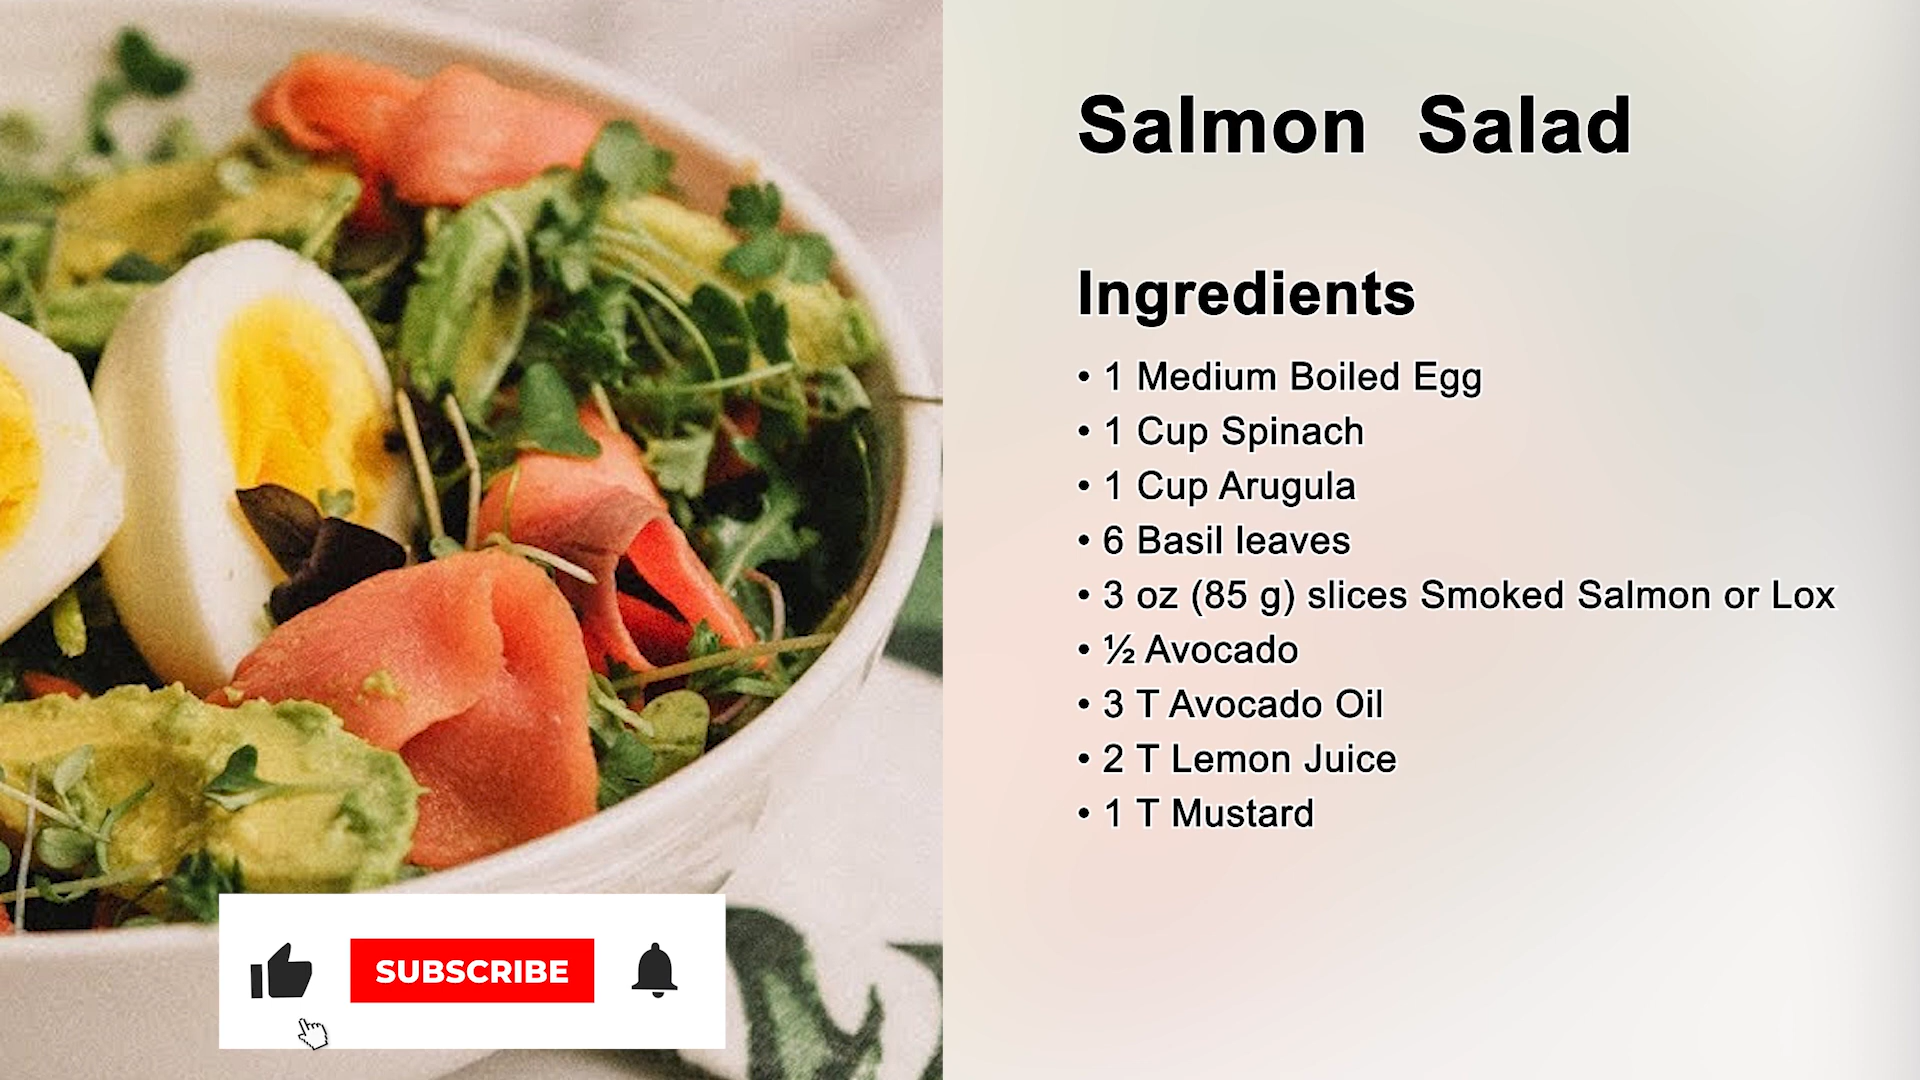 Salmon Salad
Ingredients
• 1 Medium Boiled Egg
• 1 Cup Spinach
• 1 Cup Arugula
• 6 Basil leaves
• 3 oz (85 g) slices Smoked Salmon or Lox
• ½ Avocado
• 3 T Avocado Oil
• 2 T Lemon Juice
• 1 T Mustard
SUBSCRIBE